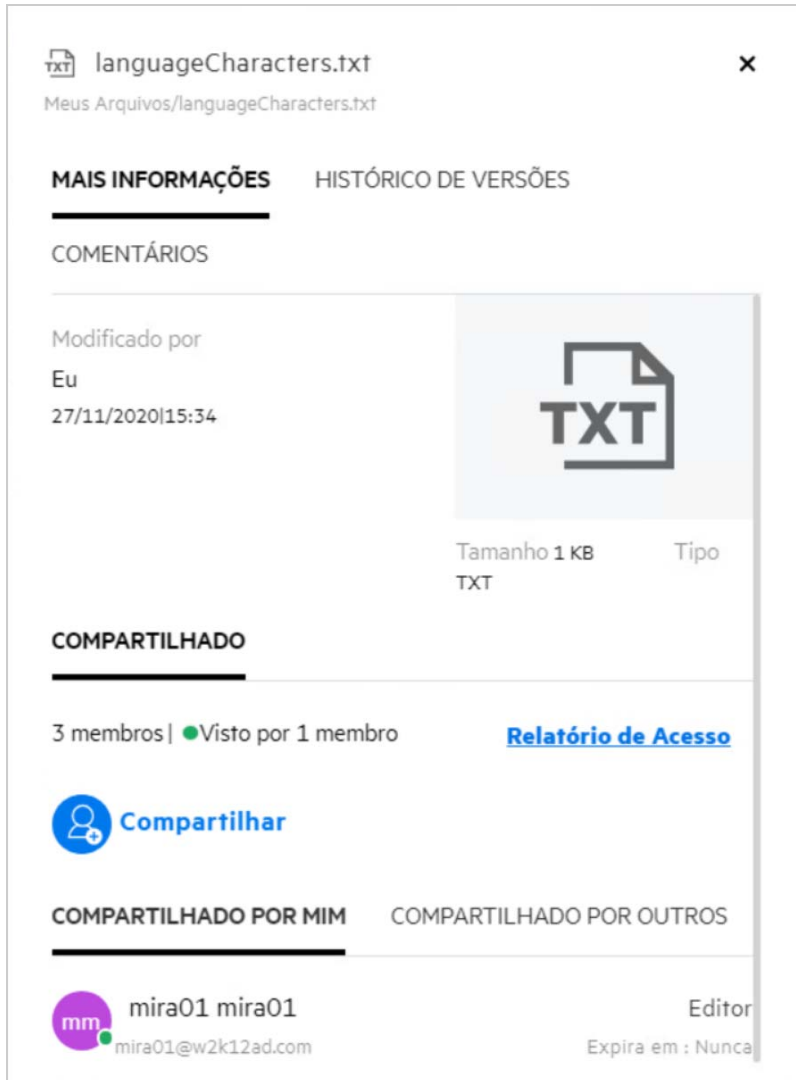 TXT languageCharacters.txt
Meus Arquivos/languageCharacters.txt
MAIS INFORMAÇÕES HISTÓRICO DE VERSÕES
COMENTÁRIOS
Modificado por
Eu
27/11/2020|15:34
TXT
Tamanho 1 KB Tipo
TXT
COMPARTILHADO
3 membros| Visto por 1 membro Relatório de Acesso
Compartilhar
COMPARTILHADO POR MIM COMPARTILHADO POR OUTROS
mm mira01 mira01 Editor
mira01@w2k12ad.com Expira em : Nunca